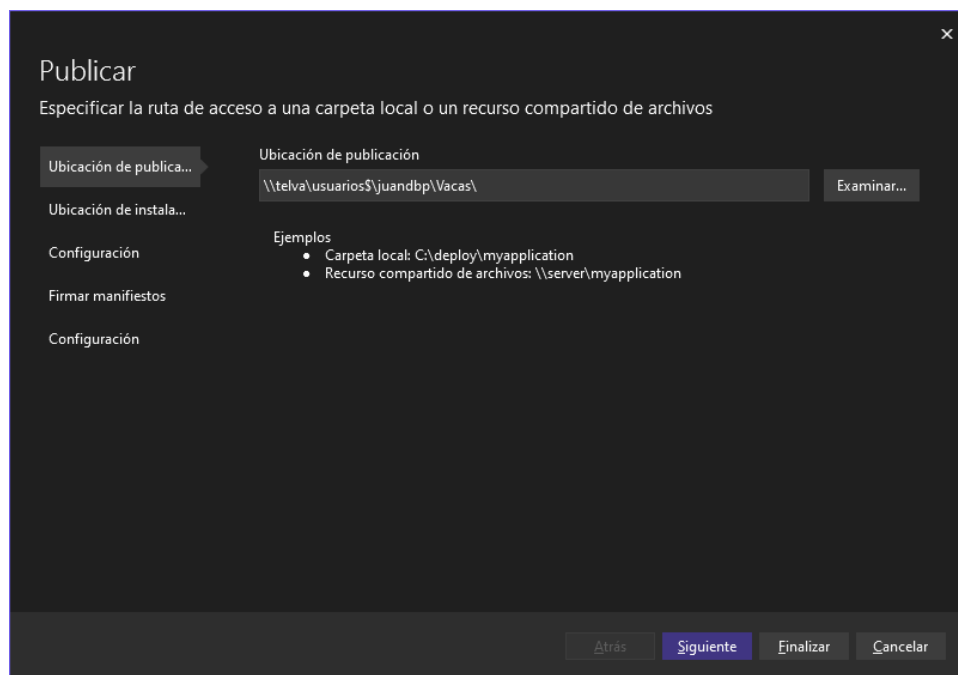 Publicar
Especificar la ruta de acceso a una carpeta local o un recurso compartido de archivos
Ubicación de publica...
Ubicación de instala...
Configuración
Firmar manifiestos
Configuración
Ubicación de publicación
\\telva\usuarios$\juandbp\Vacas\
Examinar...
Ejemplos
● Carpeta local: C:\deploy\myapplication
● Recurso compartido de archivos: \\server\myapplication
Atrás
Siguiente
Finalizar
Cancelar